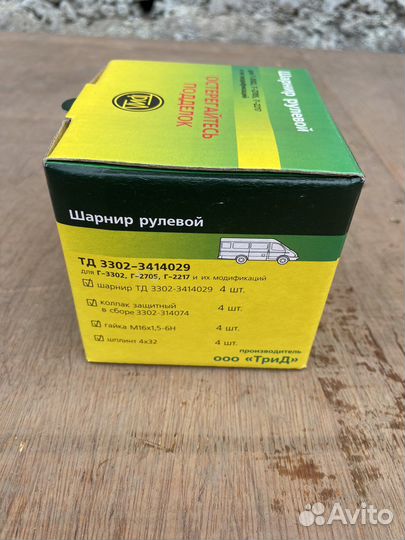 ОСТЕРЕГАЙТЕСЬ
ПОДДЕЛОК
Шарнир рулевой
Шарнир рулевой
ТД 3302-3414029
для Г-3302, Г-2705, Г-2217 и их модификаций
шарнир ТД 3302-3414029 4 шт.
колпак защитный
в сборе 3302-314074 4 шт.
гайка М16х1,5-6Н 4 шт.
шплинт 4х32 4 шт.
производитель
ООО «ТриД»
Avito